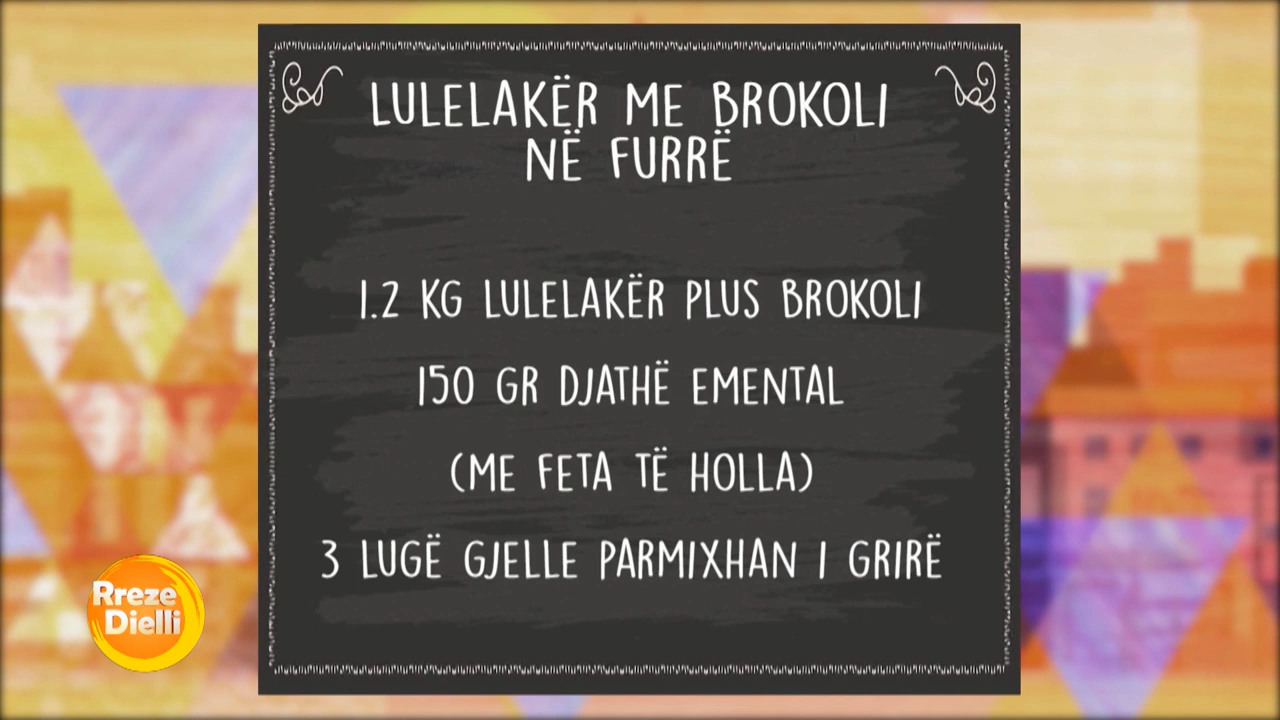 LULELAKËR ME BROKOLI
NË FURRË
1.2 KG LULELAKËR PLUS BROKOLI
150 GR DJATHË EMENTAL
(ME FETA TË HOLLA)
3 LUGË GJELLE PARMIXHAN I GRIRË
Rreze
Dielli